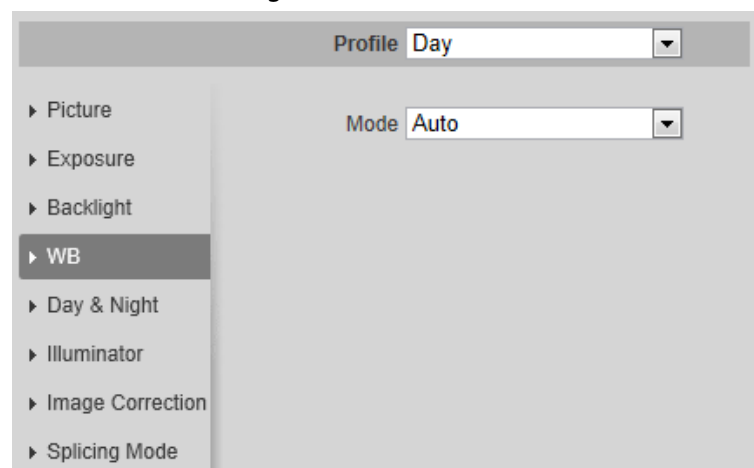 Profile Day
Picture
Mode Auto
Exposure
Backlight
WB
Day & Night
Illuminator
Image Correction
Splicing Mode